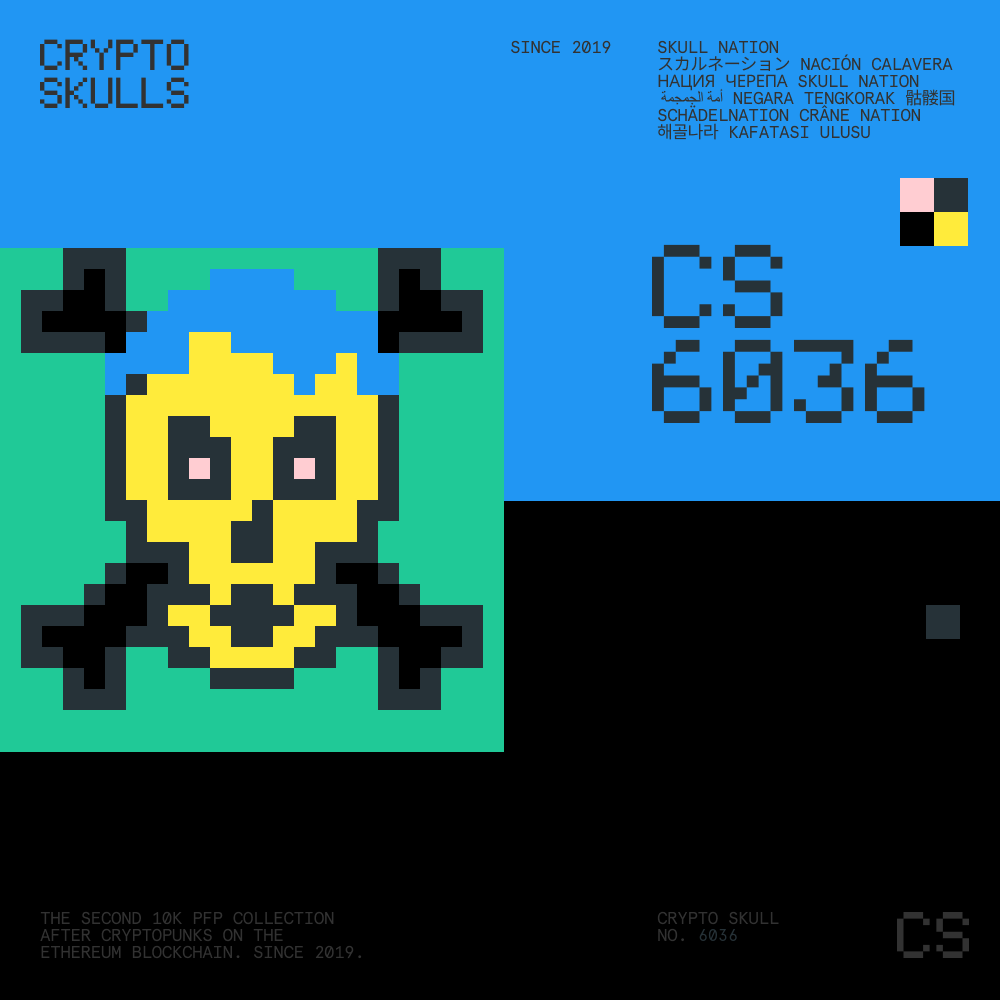 CRYPTO
SKULLS
SINCE 2019
SKULL NATION
スカルネーション NACIÓN CALAVERA
НАЦИЯ ЧЕРЕПА SKULL NATION
أمة الجمجمة NEGARA TENGKORAK 骷髅国
SCHÄDELNATION CRÂNE NATION
해골나라 KAFATASI ULUSU
CS
6036
THE SECOND 10K PFP COLLECTION
AFTER CRYPTOPUNKS ON THE
ETHEREUM BLOCKCHAIN. SINCE 2019.
CRYPTO SKULL
NO. 6036
CS